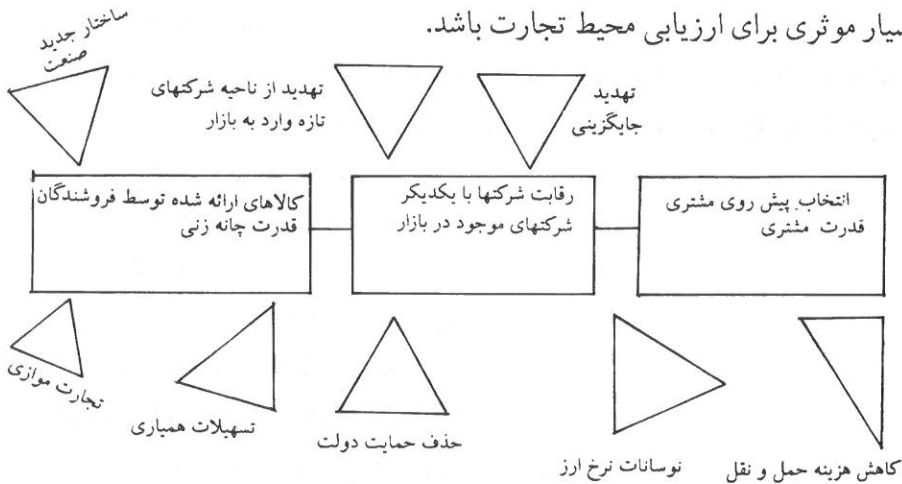 سیار موثری برای ارزیابی محیط تجارت باشد.
ساختار جدید
صنعت
تهدید از ناحیه شرکتهای
تازه وارد به بازار
تهدید
جایگزینی
کالاهای ارائه شده توسط فروشندگان
قدرت چانه زنی
رقابت شرکتها با یکدیکر
شرکتهای موجود در بازار
انتخاب پیش روی مشتری
قدرت مشتری
تجارت موازی
تسهیلات همیاری
حذف حمایت دولت
نوسانات نرخ ارز
کاهش هزینه حمل و نقل